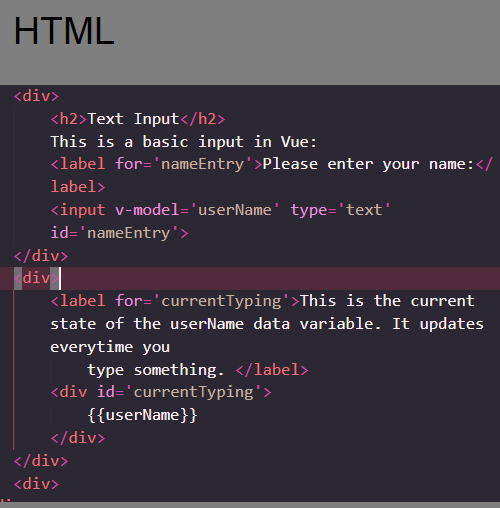 HTML
<div>
<h2>Text Input</h2>
This is a basic input in Vue:
<label for='nameEntry'>Please enter your name:</
label>
<input v-model='userName' type='text'
id='nameEntry'>
</div>
<div>
<label for='currentTyping'>This is the current
state of the userName data variable. It updates
everytime you
type something. </label>
<div id='currentTyping'>
{{userName}}
</div>
</div>
<div>